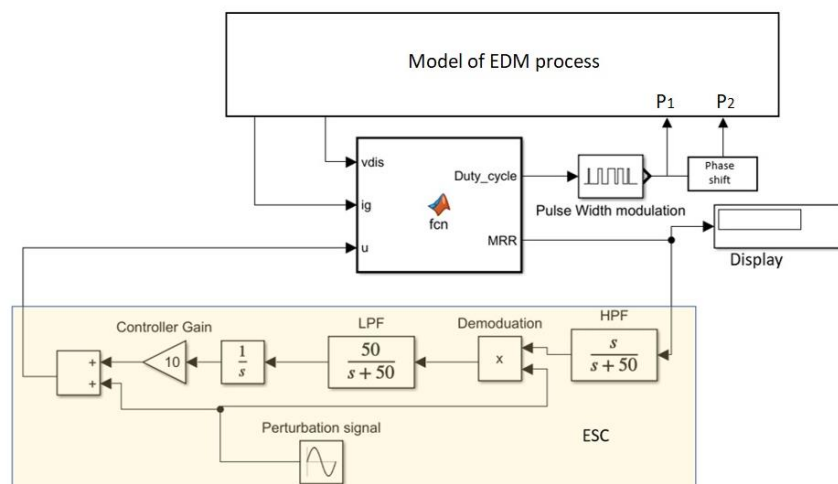 Model of EDM process
P1
P2
vdis
Duty_cycle
ig
fcn
u
MRR
Pulse Width modulation
Phase
shift
Display
Controller Gain
LPF
Demoduation
HPF
+
+
10
1
s
50
s + 50
x
s
s + 50
Perturbation signal
ESC